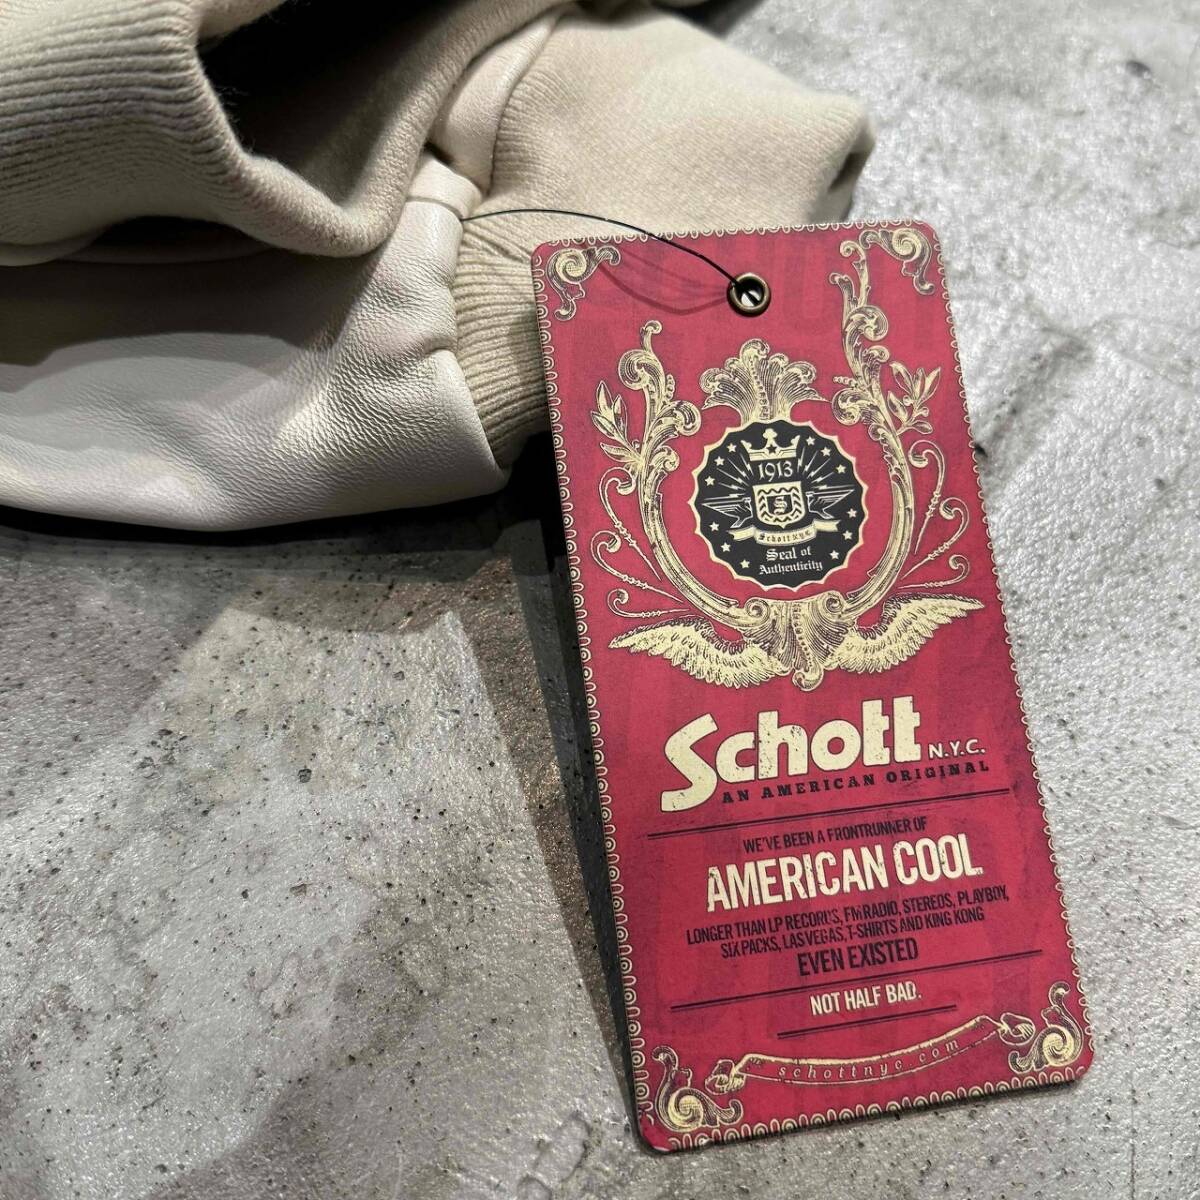 1913
S
Schott NYC
Seal of
Authenticity
Schott N.Y.C.
AN AMERICAN ORIGINAL
WE'VE BEEN A FRONTRUNNER OF
AMERICAN COOL
LONGER THAN LP RECORDS, FM RADIO, STEREOS, PLAYBOY,
SIX PACKS, LAS VEGAS, T-SHIRTS AND KING KONG
EVEN EXISTED
NOT HALF BAD.
schottnyc.com